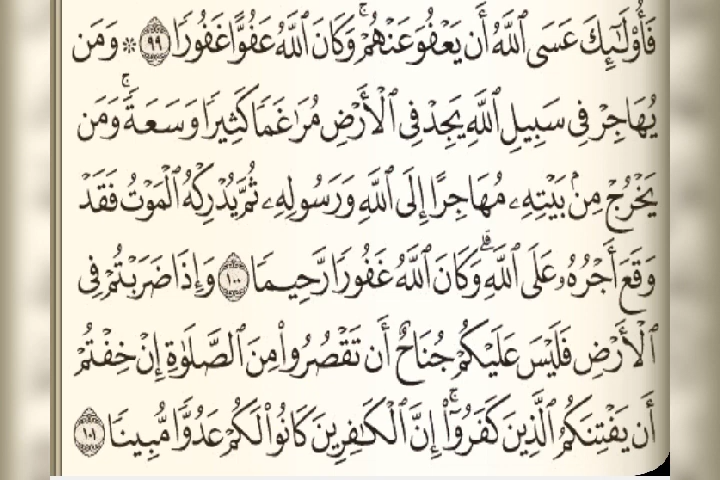 فَأُو۟لَـٰٓئِكَ عَسَى ٱللَّهُ أَن يَعْفُوَ عَنْهُمْ ۚ وَكَانَ ٱللَّهُ عَفُوًّا غَفُورًا ٩٩ ۞ وَمَن
يُهَاجِرْ فِى سَبِيلِ ٱللَّهِ يَجِدْ فِى ٱلْأَرْضِ مُرَٰغَمًا كَثِيرًا وَسَعَةً ۚ وَمَن
يَخْرُجْ مِنۢ بَيْتِهِۦ مُهَاجِرًا إِلَى ٱللَّهِ وَرَسُولِهِۦ ثُمَّ يُدْرِكْهُ ٱلْمَوْتُ فَقَدْ
وَقَعَ أَجْرُهُۥ عَلَى ٱللَّهِ ۗ وَكَانَ ٱللَّهُ غَفُورًا رَّحِيمًا ١٠٠ وَإِذَا ضَرَبْتُمْ فِى
ٱلْأَرْضِ فَلَيْسَ عَلَيْكُمْ جُنَاحٌ أَن تَقْصُرُوا۟ مِنَ ٱلصَّلَوٰةِ إِنْ خِفْتُمْ
أَن يَفْتِنَكُمُ ٱلَّذِينَ كَفَرُوٓا۟ ۚ إِنَّ ٱلْكَـٰفِرِينَ كَانُوا۟ لَكُمْ عَدُوًّا مُّبِينًا ١٠١